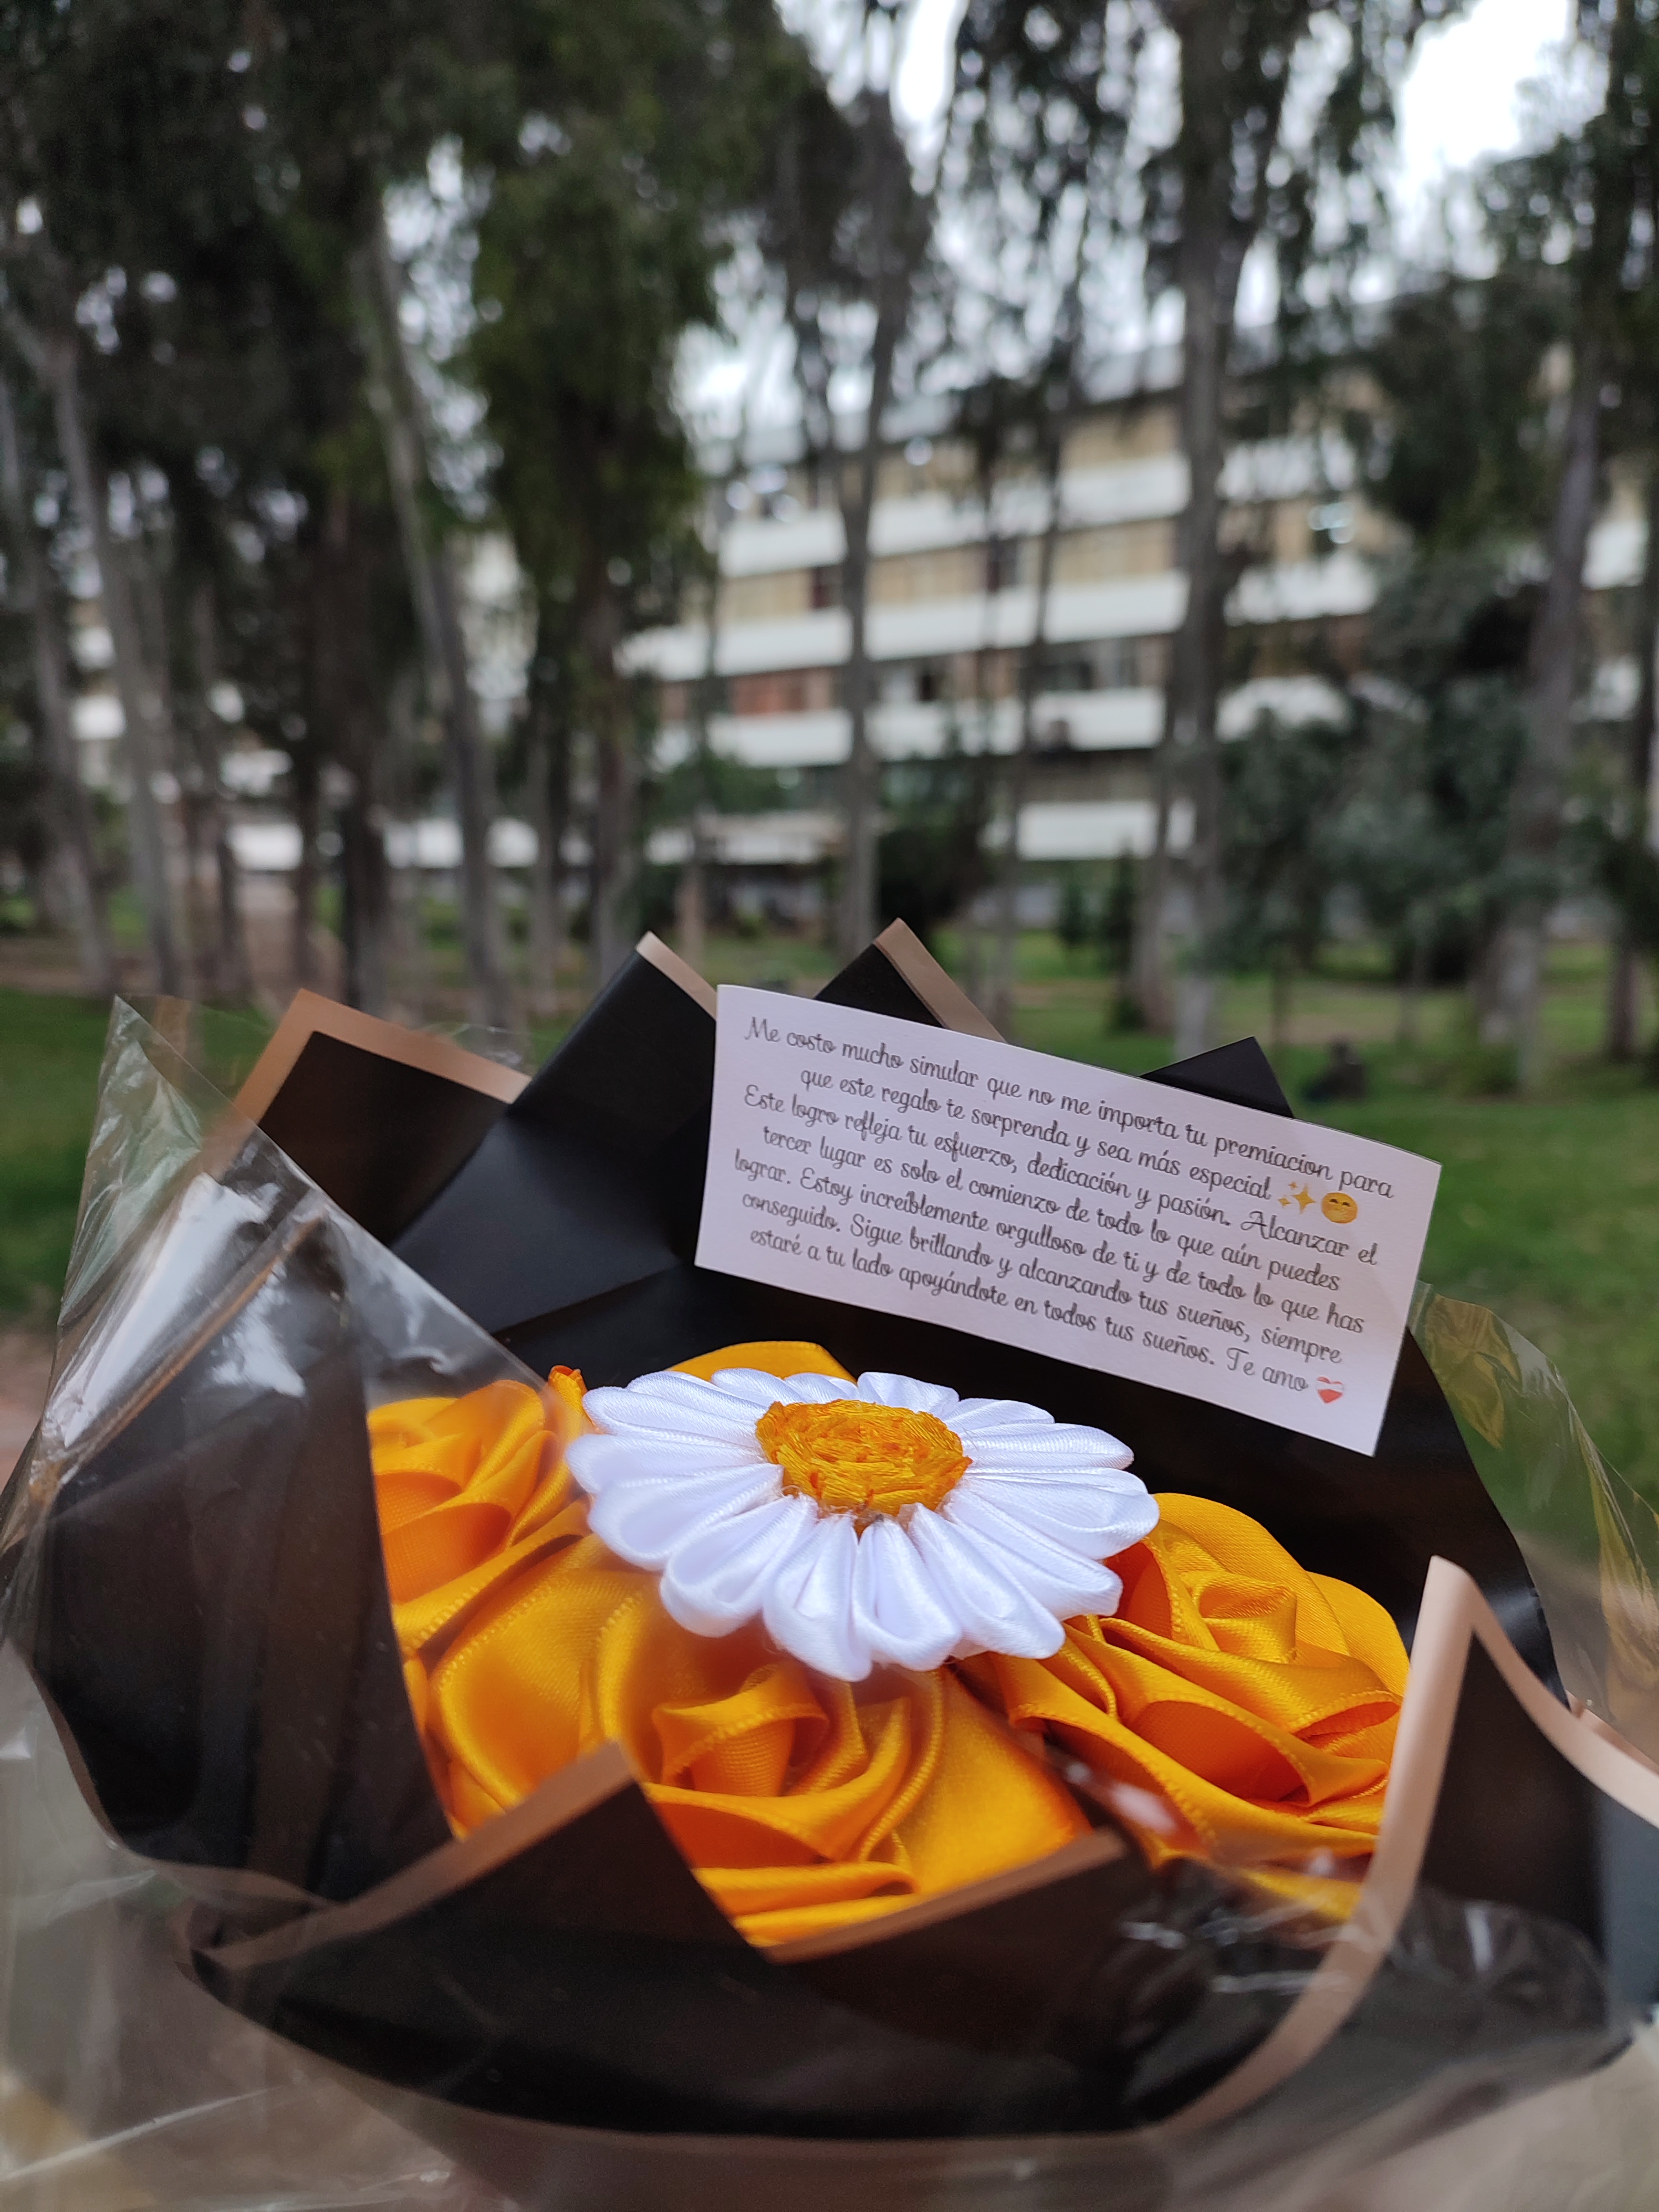 Me costo mucho simular que no me importa tu premiacion para
que este regalo te sorprenda y sea más especial ✨😁
Este logro refleja tu esfuerzo, dedicación y pasión. Alcanzar el
tercer lugar es solo el comienzo de todo lo que aún puedes
lograr. Estoy increíblemente orgulloso de ti y de todo lo que has
conseguido. Sigue brillando y alcanzando tus sueños, siempre
estaré a tu lado apoyándote en todos tus sueños. Te amo ❤️‍🩹